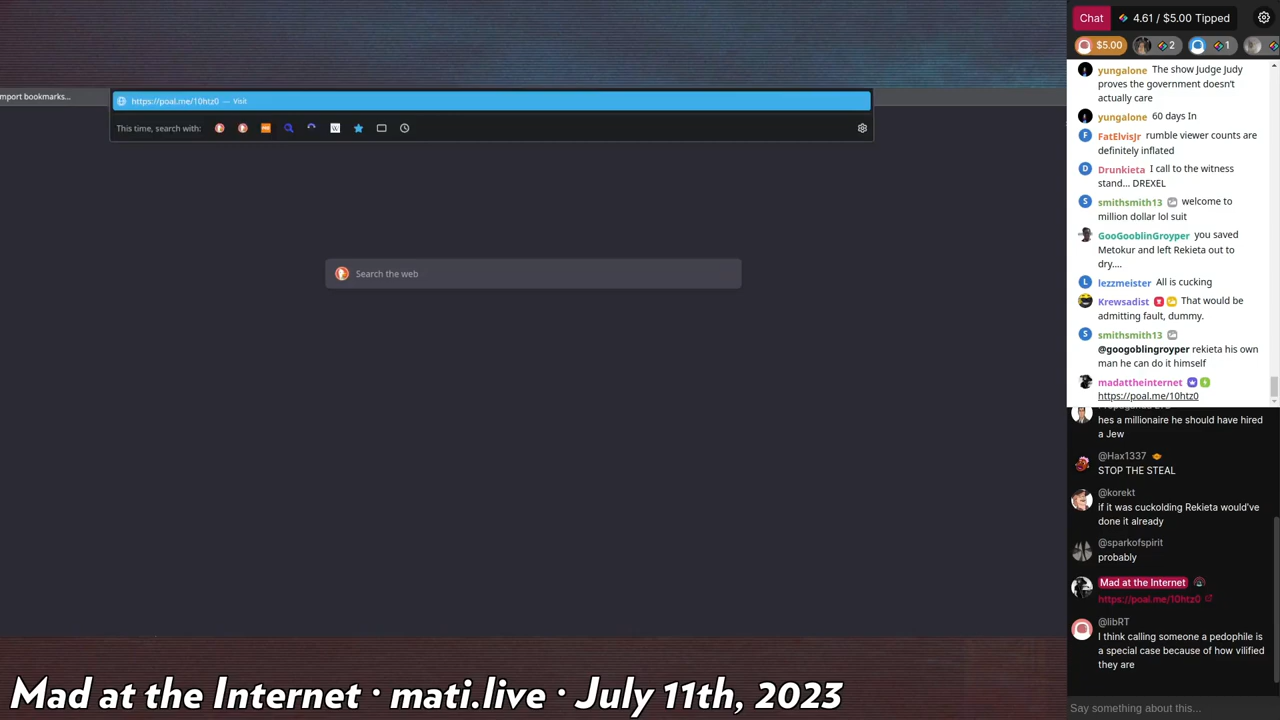 mport bookmarks...
https://poal.me/10htz0 — Visit
This time, search with:
Search the web
Mad at the Internet · mati.live · July 11th, 2023
Chat
4.61 / $5.00 Tipped
$5.00
2
1
yungalone The show Judge Judy
proves the government doesn't
actually care
yungalone 60 days In
FatElvisJr rumble viewer counts are
definitely inflated
Drunkieta I call to the witness
stand... DREXEL
smithsmith13 welcome to
million dollar lol suit
GooGooblinGroyper you saved
Metokur and left Rekieta out to
dry....
lezzmeister All is cucking
Krewsadist That would be
admitting fault, dummy.
smithsmith13
@googoblingroyper rekieta his own
man he can do it himself
madattheinternet
https://poal.me/10htz0
hes a millionaire he should have hired
a Jew
@Hax1337
STOP THE STEAL
@korekt
if it was cuckolding Rekieta would've
done it already
@sparkofspirit
probably
Mad at the Internet
https://poal.me/10htz0
@libRT
I think calling someone a pedophile is
a special case because of how vilified
they are
Say something about this...